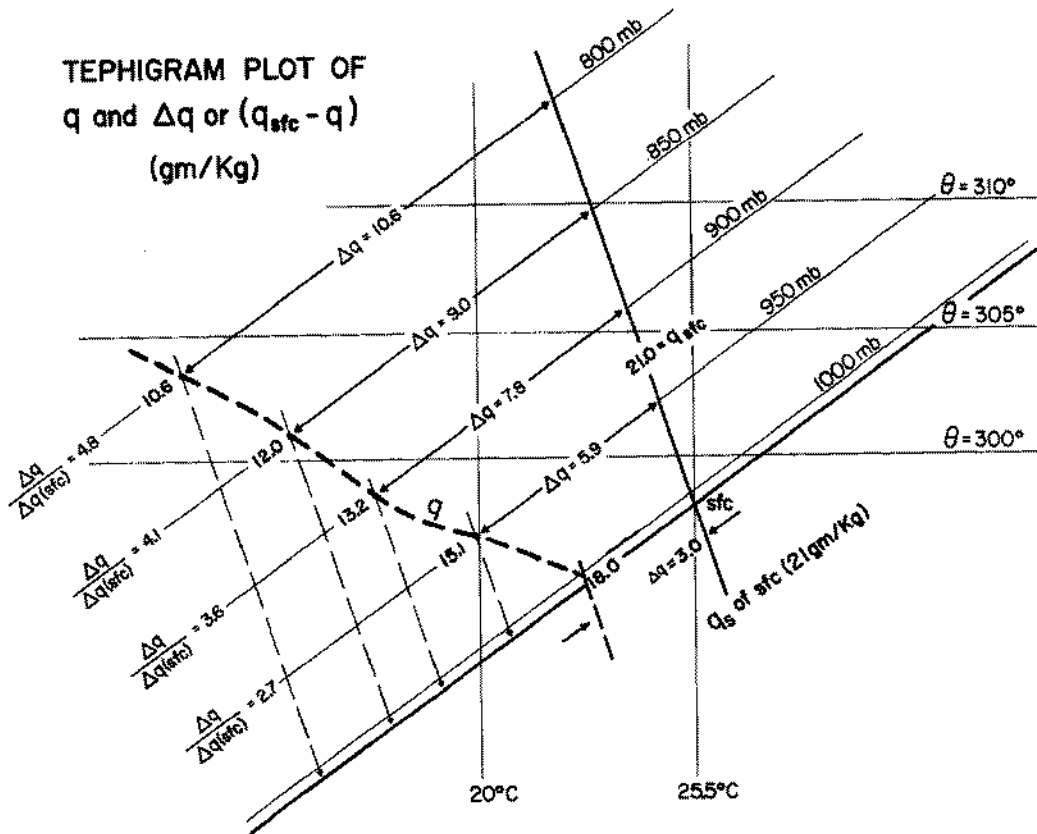 TEPHIGRAM PLOT OF
q and Δq or (q_sfc - q)
(gm/Kg)
800 mb
850 mb
900 mb
950 mb
1000 mb
θ = 310°
θ = 305°
θ = 300°
Δq = 10.6
Δq = 9.0
Δq = 7.8
Δq = 5.9
Δq = 3.0
21.0 = q_sfc
sfc
q_s of sfc (21gm/Kg)
q
10.6
12.0
13.2
15.1
18.0
Δq/Δq(sfc) = 4.8
Δq/Δq(sfc) = 4.1
Δq/Δq(sfc) = 3.6
Δq/Δq(sfc) = 2.7
20°C
25.5°C